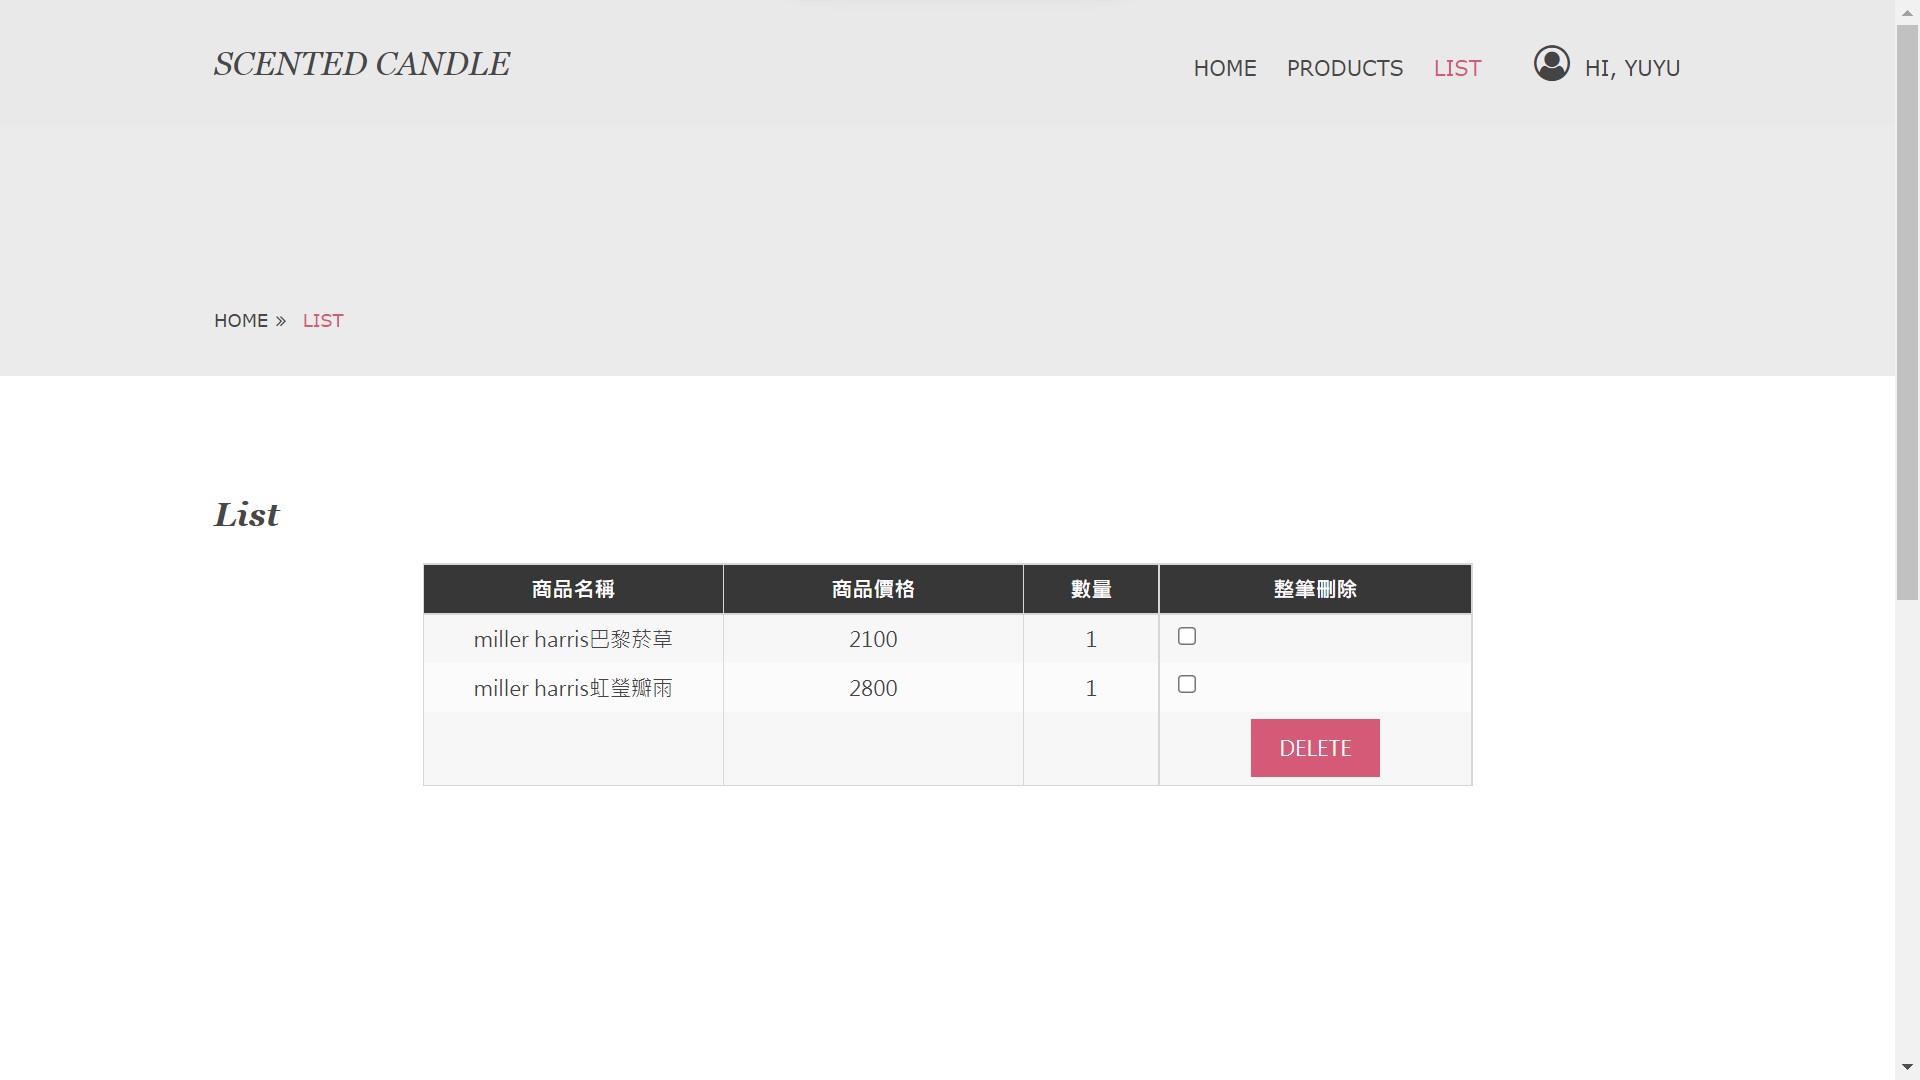 SCENTED CANDLE
HOME PRODUCTS LIST HI, YUYU
HOME » LIST
List
商品名稱 商品價格 數量 整筆刪除
miller harris巴黎菸草 2100 1
miller harris虹瑩瓣雨 2800 1
DELETE